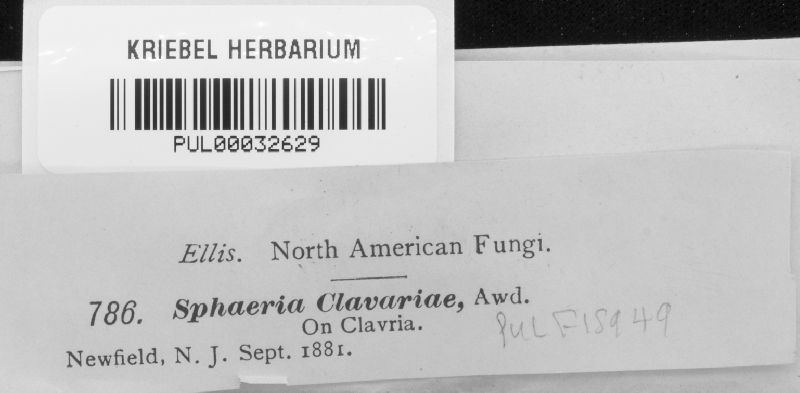 KRIEBEL HERBARIUM
PUL00032629
Ellis. North American Fungi.
786. Sphaeria Clavariae, Awd.
On Clavria.
PUL F15949
Newfield, N. J. Sept. 1881.